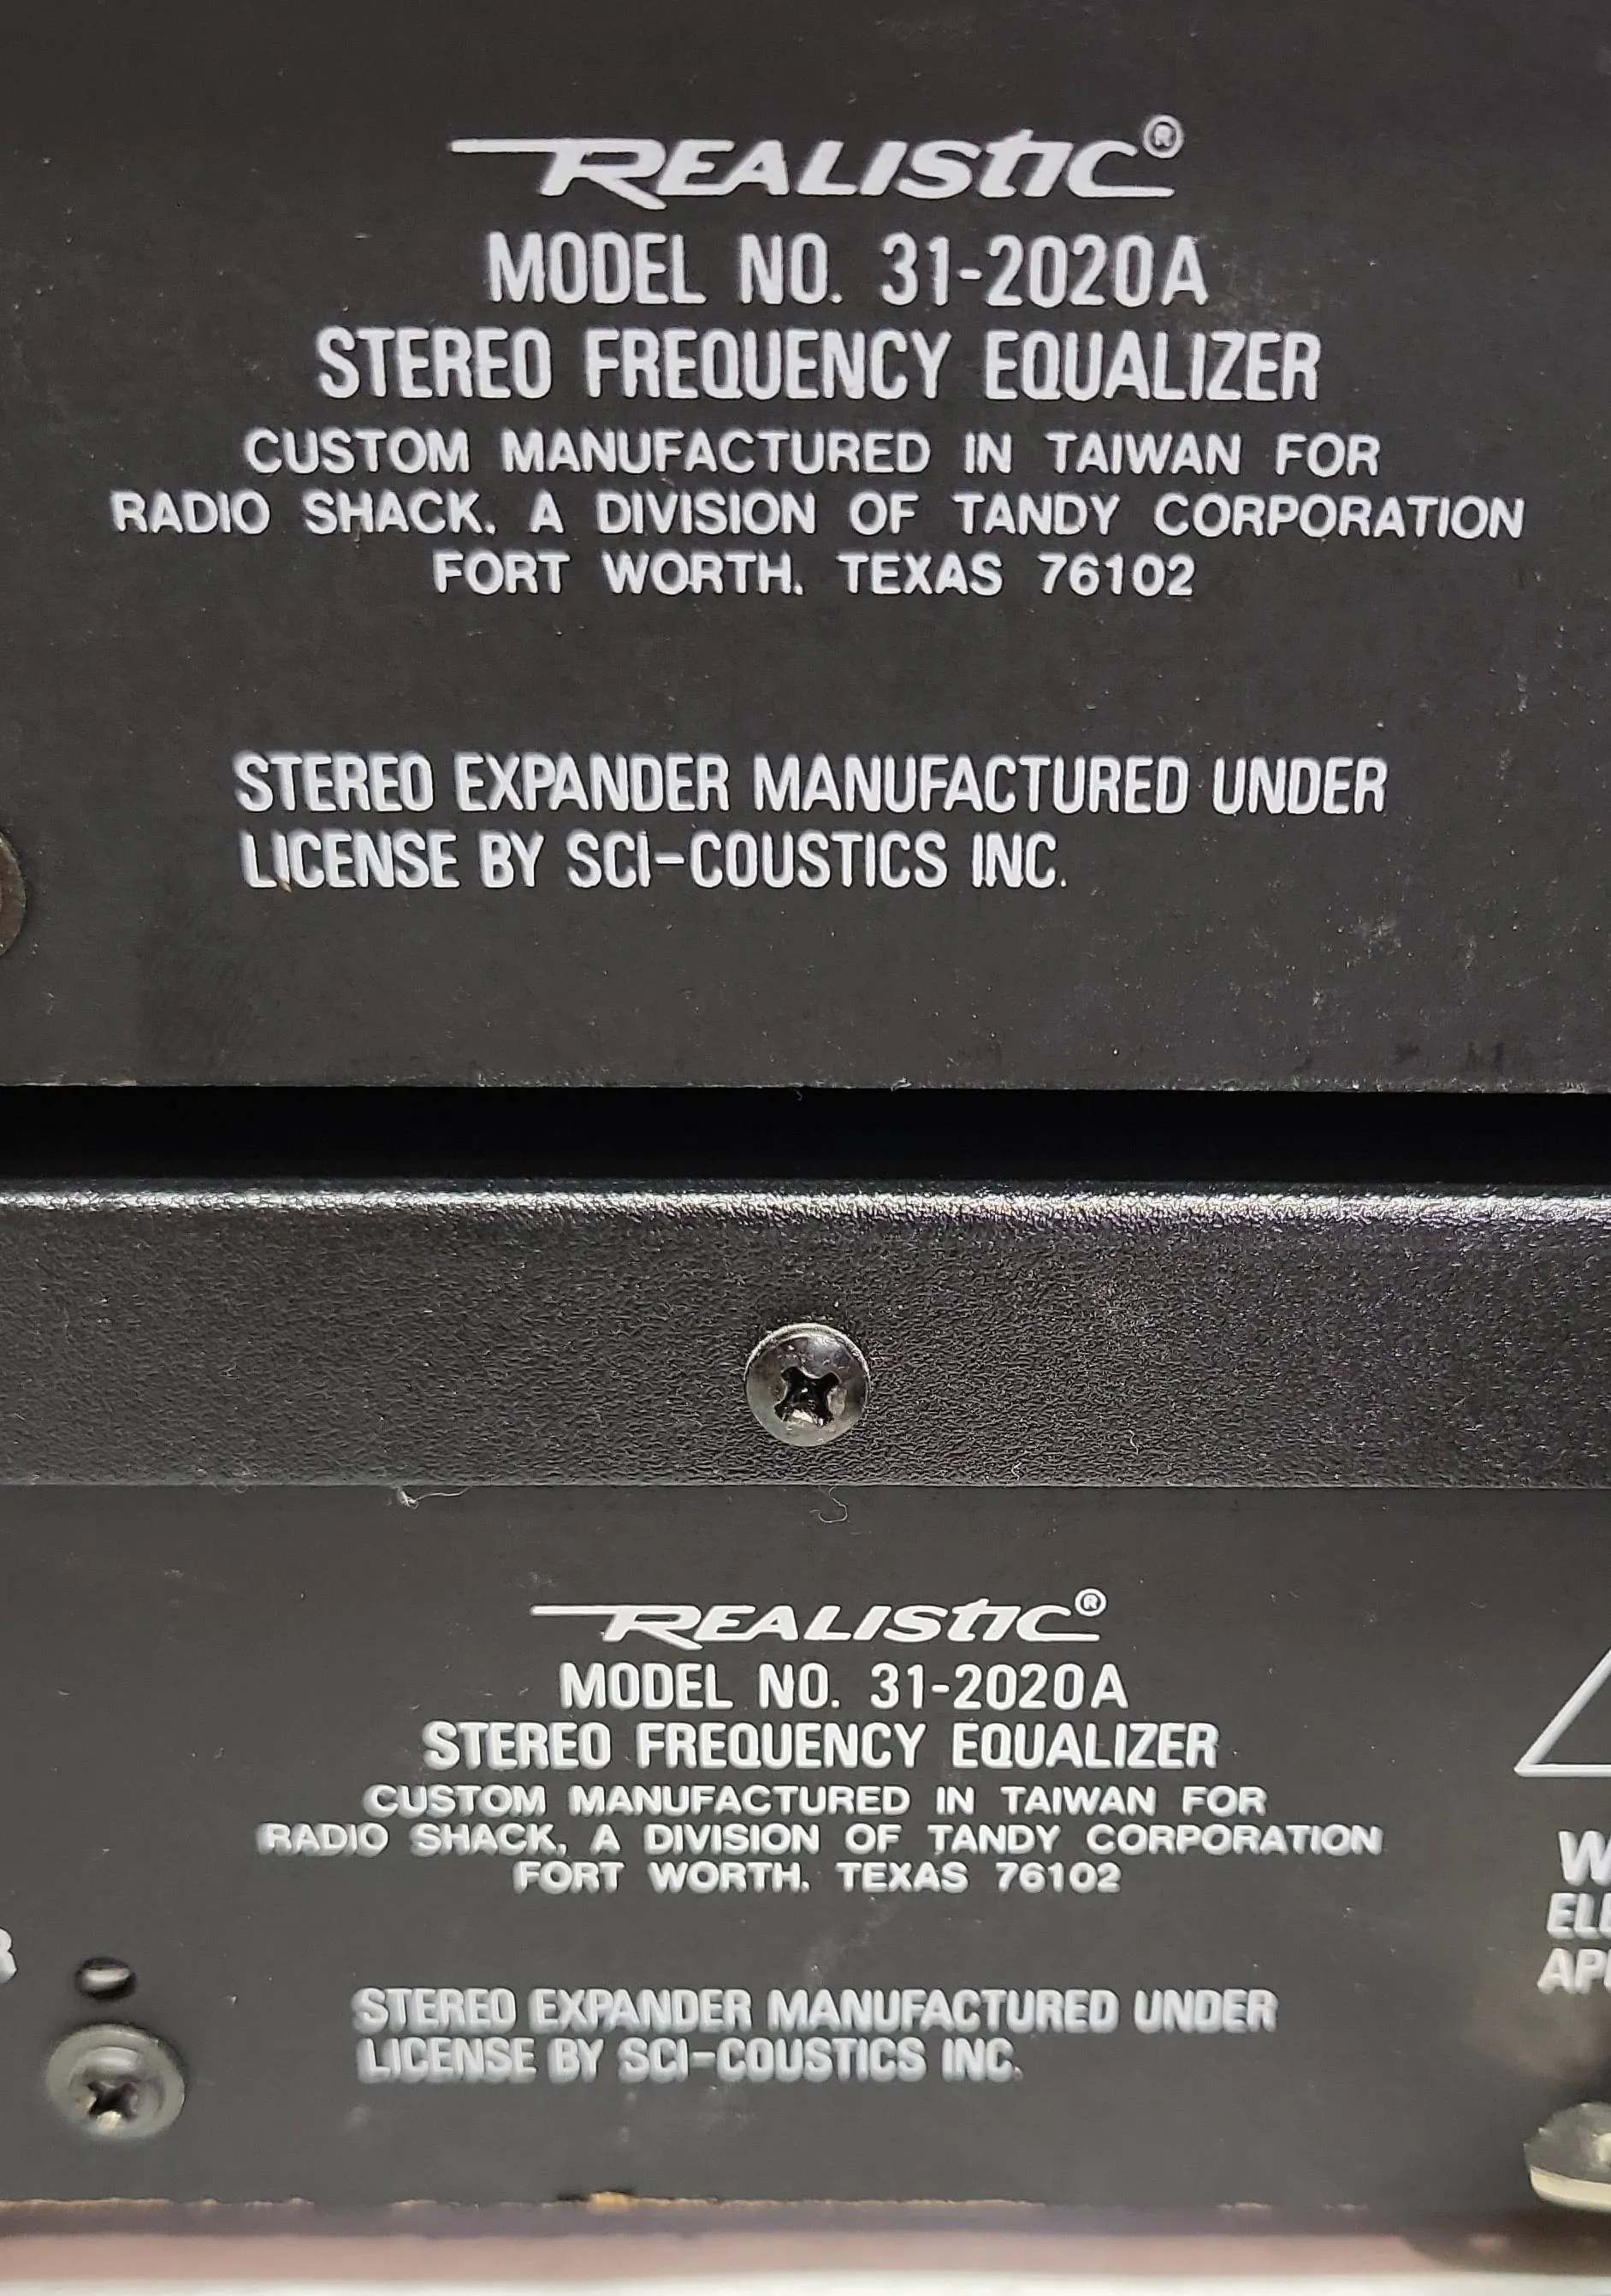 REALISTIC®
MODEL NO. 31-2020A
STEREO FREQUENCY EQUALIZER
CUSTOM MANUFACTURED IN TAIWAN FOR
RADIO SHACK, A DIVISION OF TANDY CORPORATION
FORT WORTH, TEXAS 76102
STEREO EXPANDER MANUFACTURED UNDER
LICENSE BY SCI-COUSTICS INC.
REALISTIC®
MODEL NO. 31-2020A
STEREO FREQUENCY EQUALIZER
CUSTOM MANUFACTURED IN TAIWAN FOR
RADIO SHACK, A DIVISION OF TANDY CORPORATION
FORT WORTH, TEXAS 76102
STEREO EXPANDER MANUFACTURED UNDER
LICENSE BY SCI-COUSTICS INC.